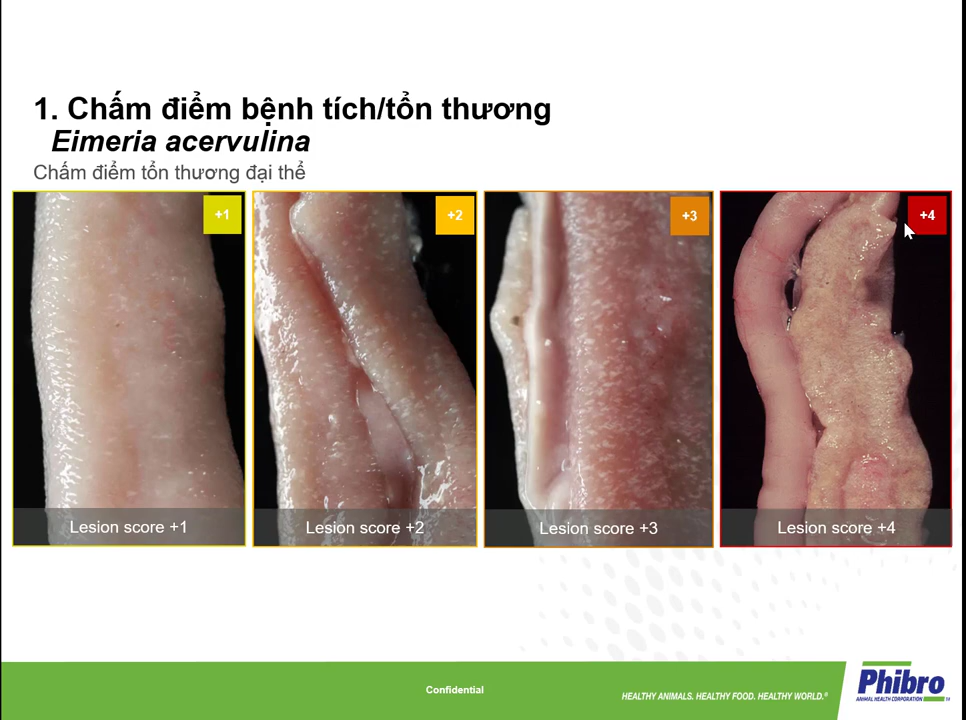 1. Chấm điểm bệnh tích/tổn thương
Eimeria acervulina
Chấm điểm tổn thương đại thể
+1
+2
+3
+4
Lesion score +1
Lesion score +2
Lesion score +3
Lesion score +4
Confidential
HEALTHY ANIMALS. HEALTHY FOOD. HEALTHY WORLD.®
Phibro
ANIMAL HEALTH CORPORATION